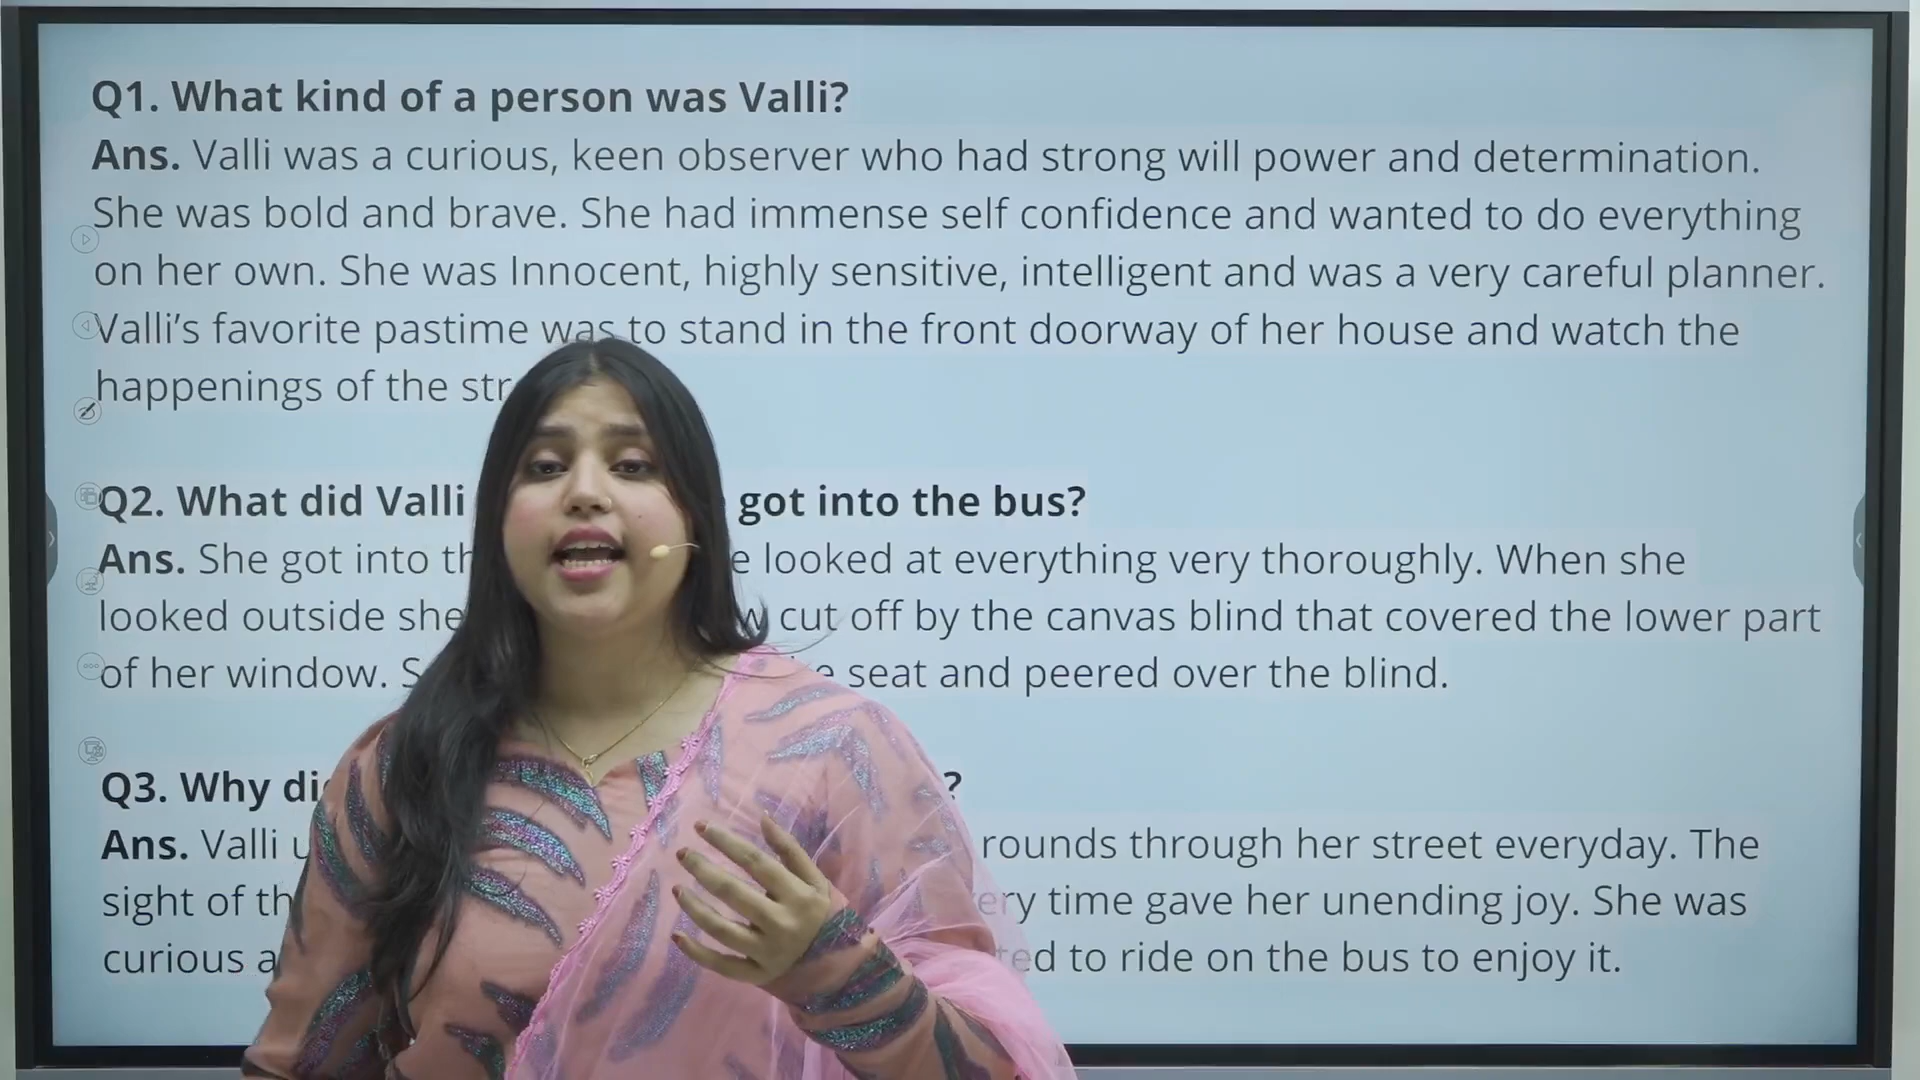 Q1. What kind of a person was Valli?
Ans. Valli was a curious, keen observer who had strong will power and determination.
She was bold and brave. She had immense self confidence and wanted to do everything
on her own. She was Innocent, highly sensitive, intelligent and was a very careful planner.
Valli's favorite pastime was to stand in the front doorway of her house and watch the
happenings of the
Q2. What did Valli got into the bus?
Ans. She got into looked at everything very thoroughly. When she
looked outside she cut off by the canvas blind that covered the lower part
of her window. seat and peered over the blind.
Q3. Why ?
Ans. Valli rounds through her street everyday. The
sight of time gave her unending joy. She was
curious to ride on the bus to enjoy it.